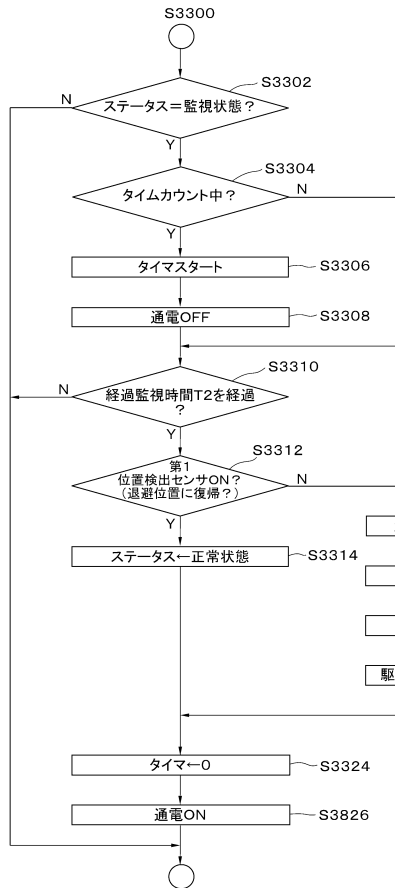 S3300
S3302
ステータス＝監視状態？
N
Y
S3304
タイムカウント中？
N
Y
タイマスタート
S3306
通電OFF
S3308
S3310
経過監視時間T2を経過
？
N
Y
S3312
第1
位置検出センサON？
（退避位置に復帰？）
N
Y
ステータス←正常状態
S3314
駆
タイマ←0
S3324
通電ON
S3826